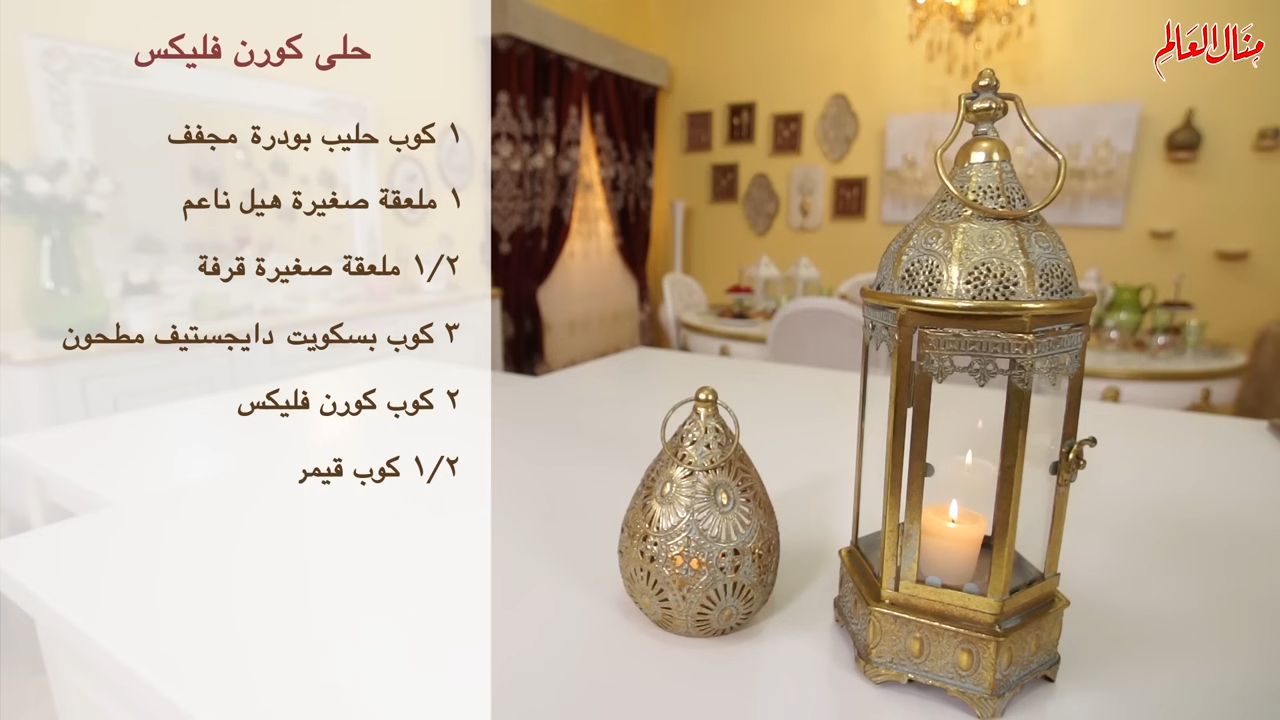 منال العالم
حلى كورن فليكس
١ كوب حليب بودرة مجفف
١ ملعقة صغيرة هيل ناعم
١/٢ ملعقة صغيرة قرفة
٣ كوب بسكويت دايجستيف مطحون
٢ كوب كورن فليكس
١/٢ كوب قيمر